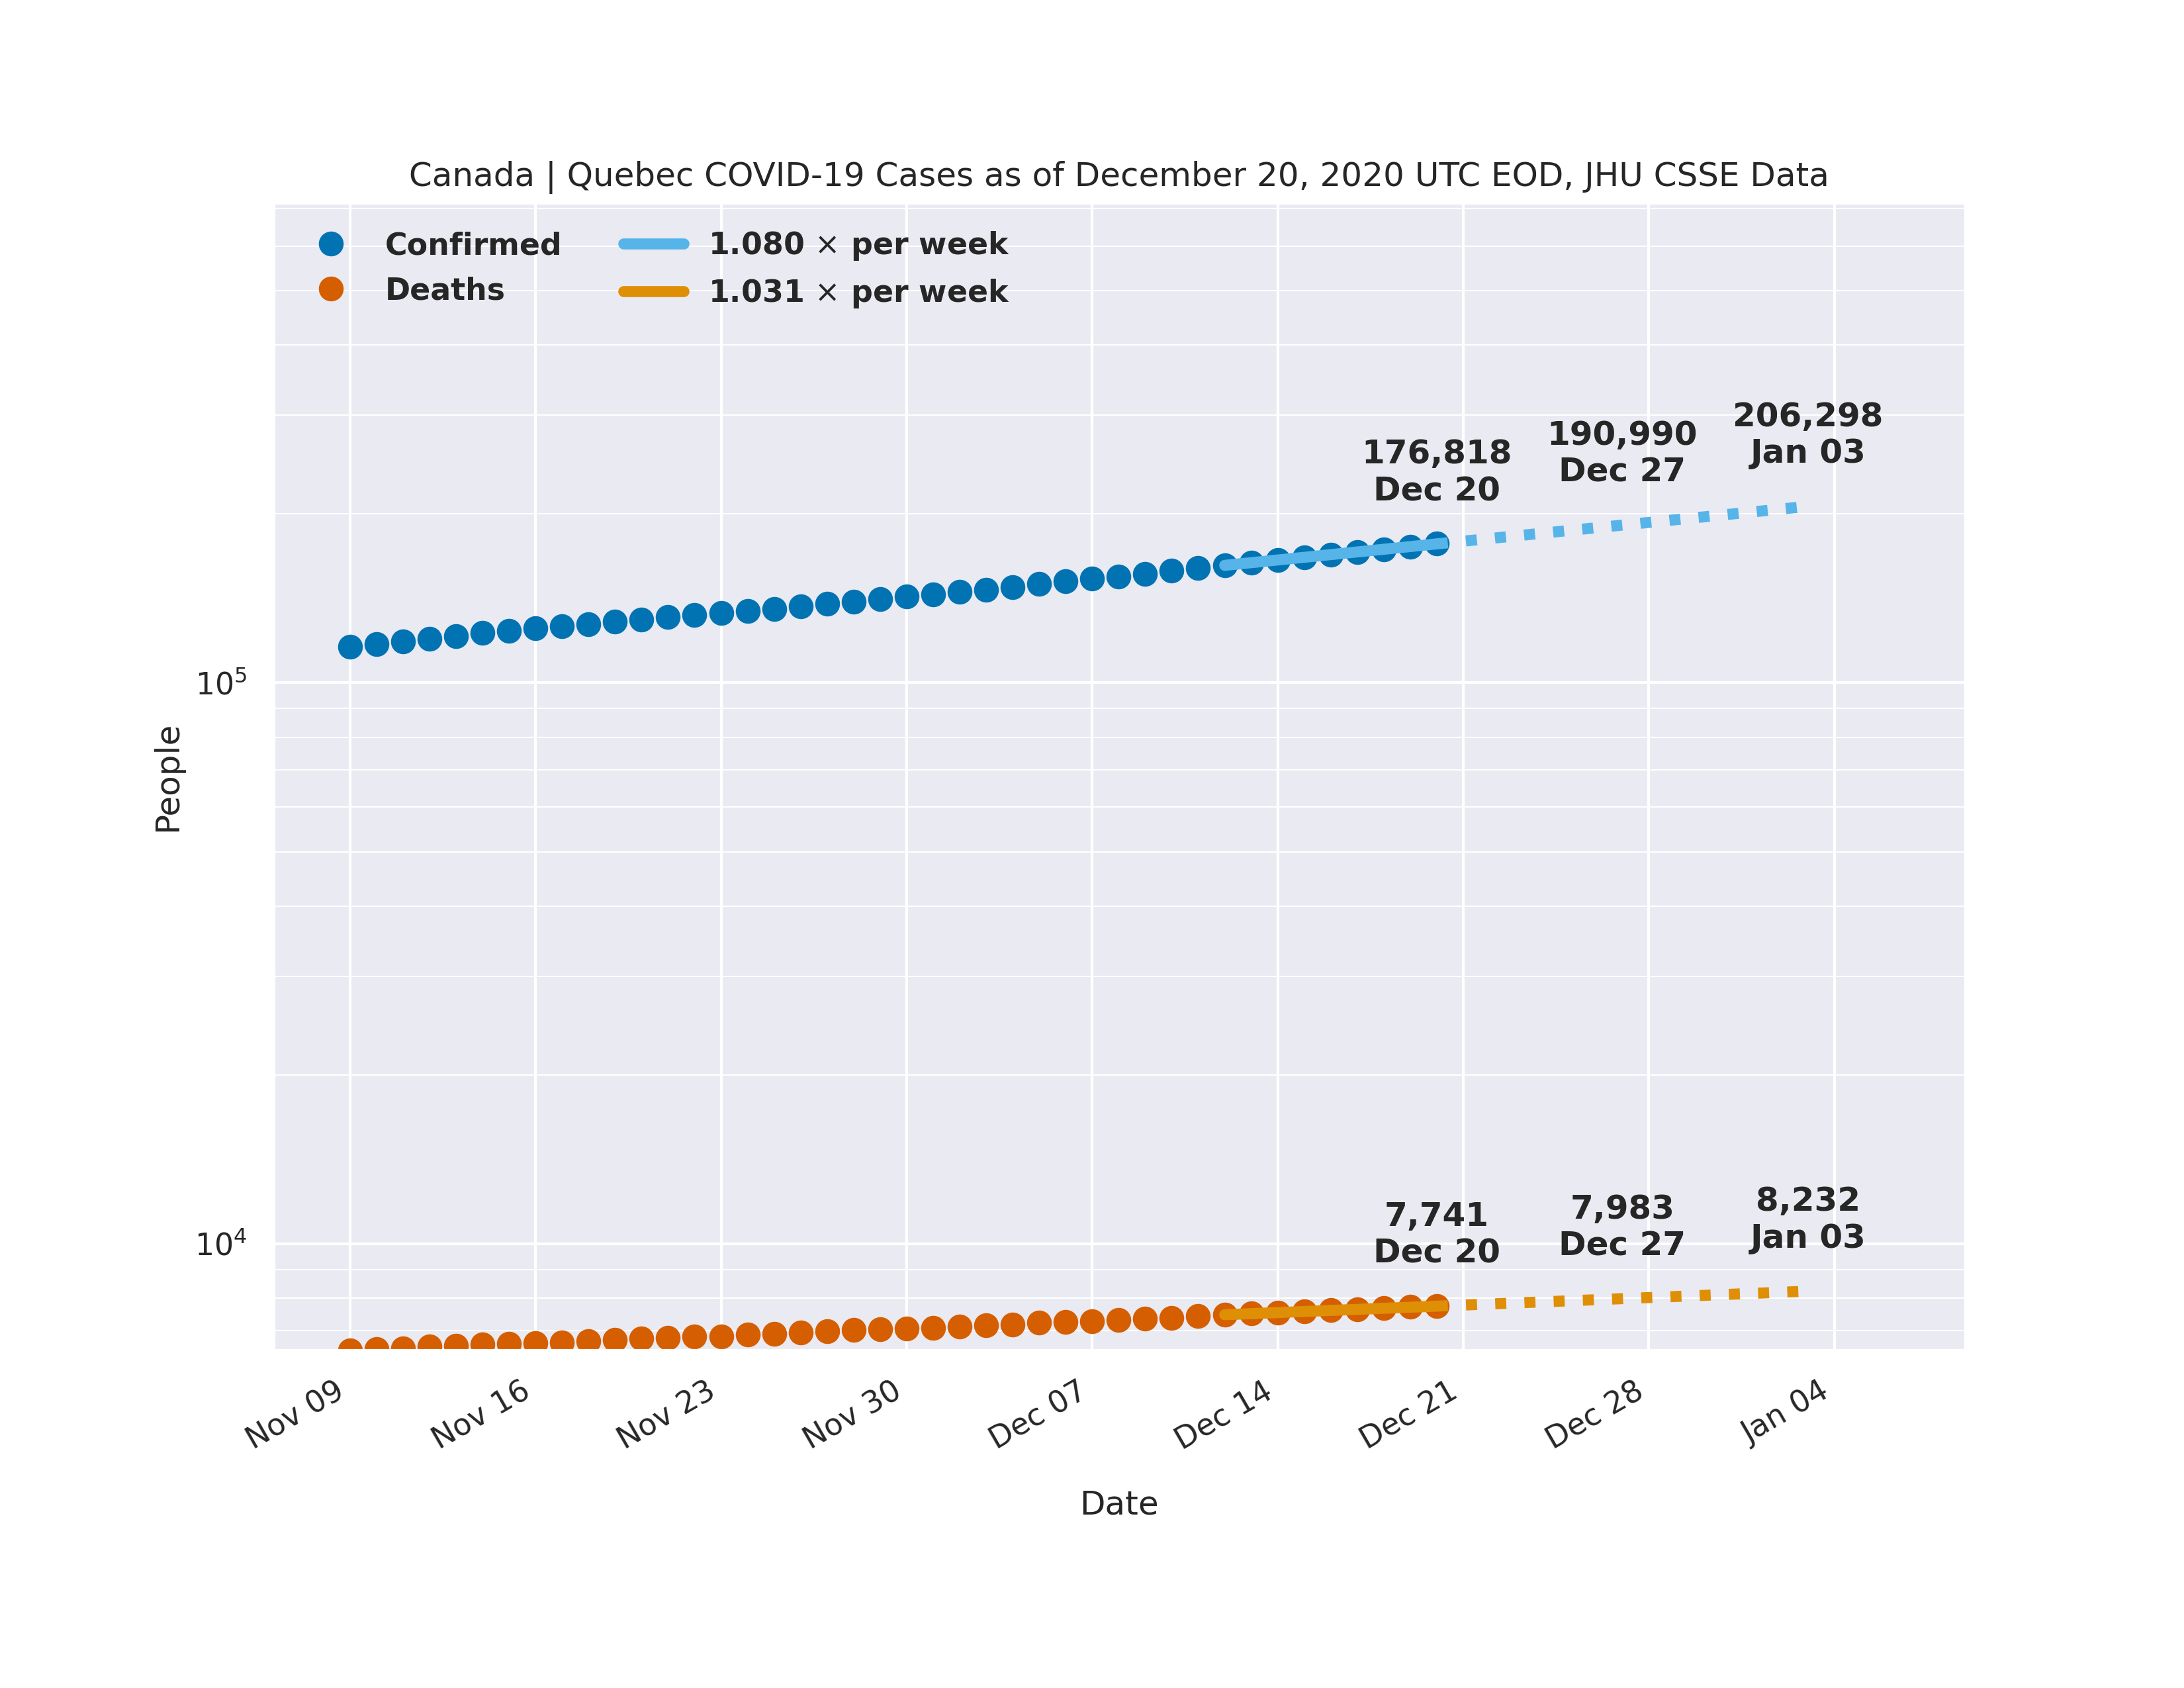 Canada | Quebec COVID-19 Cases as of December 20, 2020 UTC EOD, JHU CSSE Data
Confirmed
Deaths
1.080 × per week
1.031 × per week
176,818
Dec 20
190,990
Dec 27
206,298
Jan 03
7,741
Dec 20
7,983
Dec 27
8,232
Jan 03
10⁵
10⁴
People
Nov 09
Nov 16
Nov 23
Nov 30
Dec 07
Dec 14
Dec 21
Dec 28
Jan 04
Date